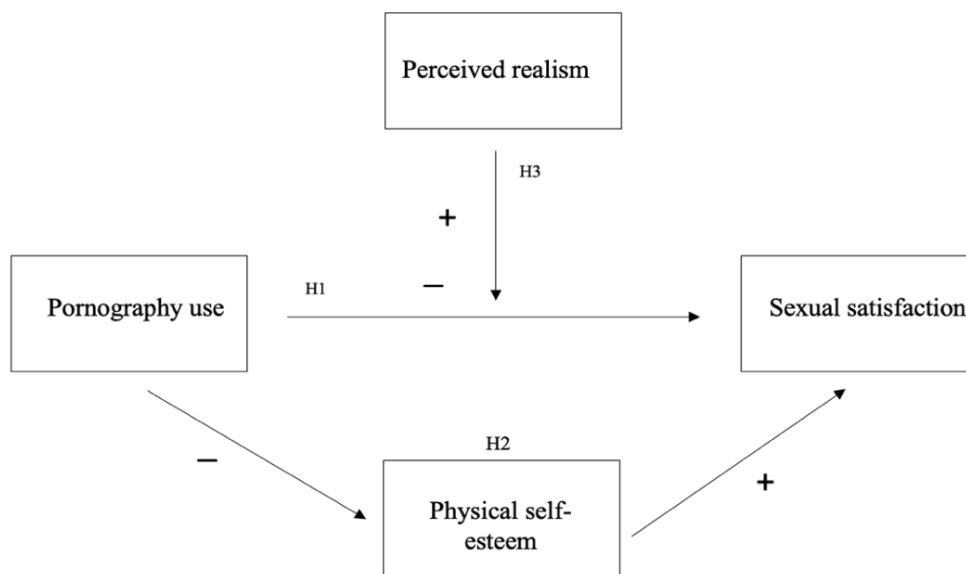 Perceived realism
H3
+
−
H1
Pornography use
Sexual satisfaction
−
H2
+
Physical self-
esteem